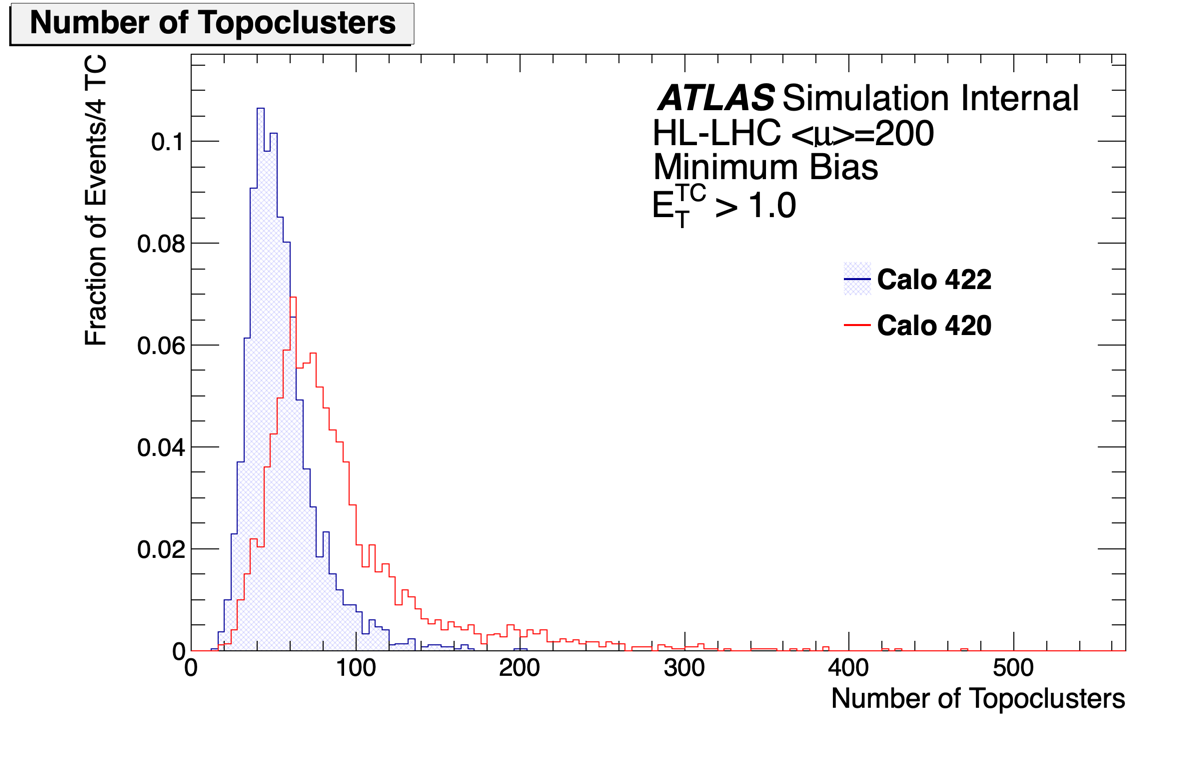 Number of Topoclusters
Fraction of Events/4 TC
ATLAS Simulation Internal
HL-LHC <μ>=200
Minimum Bias
E_T^TC > 1.0
Calo 422
Calo 420
0.1
0.08
0.06
0.04
0.02
0
0 100 200 300 400 500
Number of Topoclusters